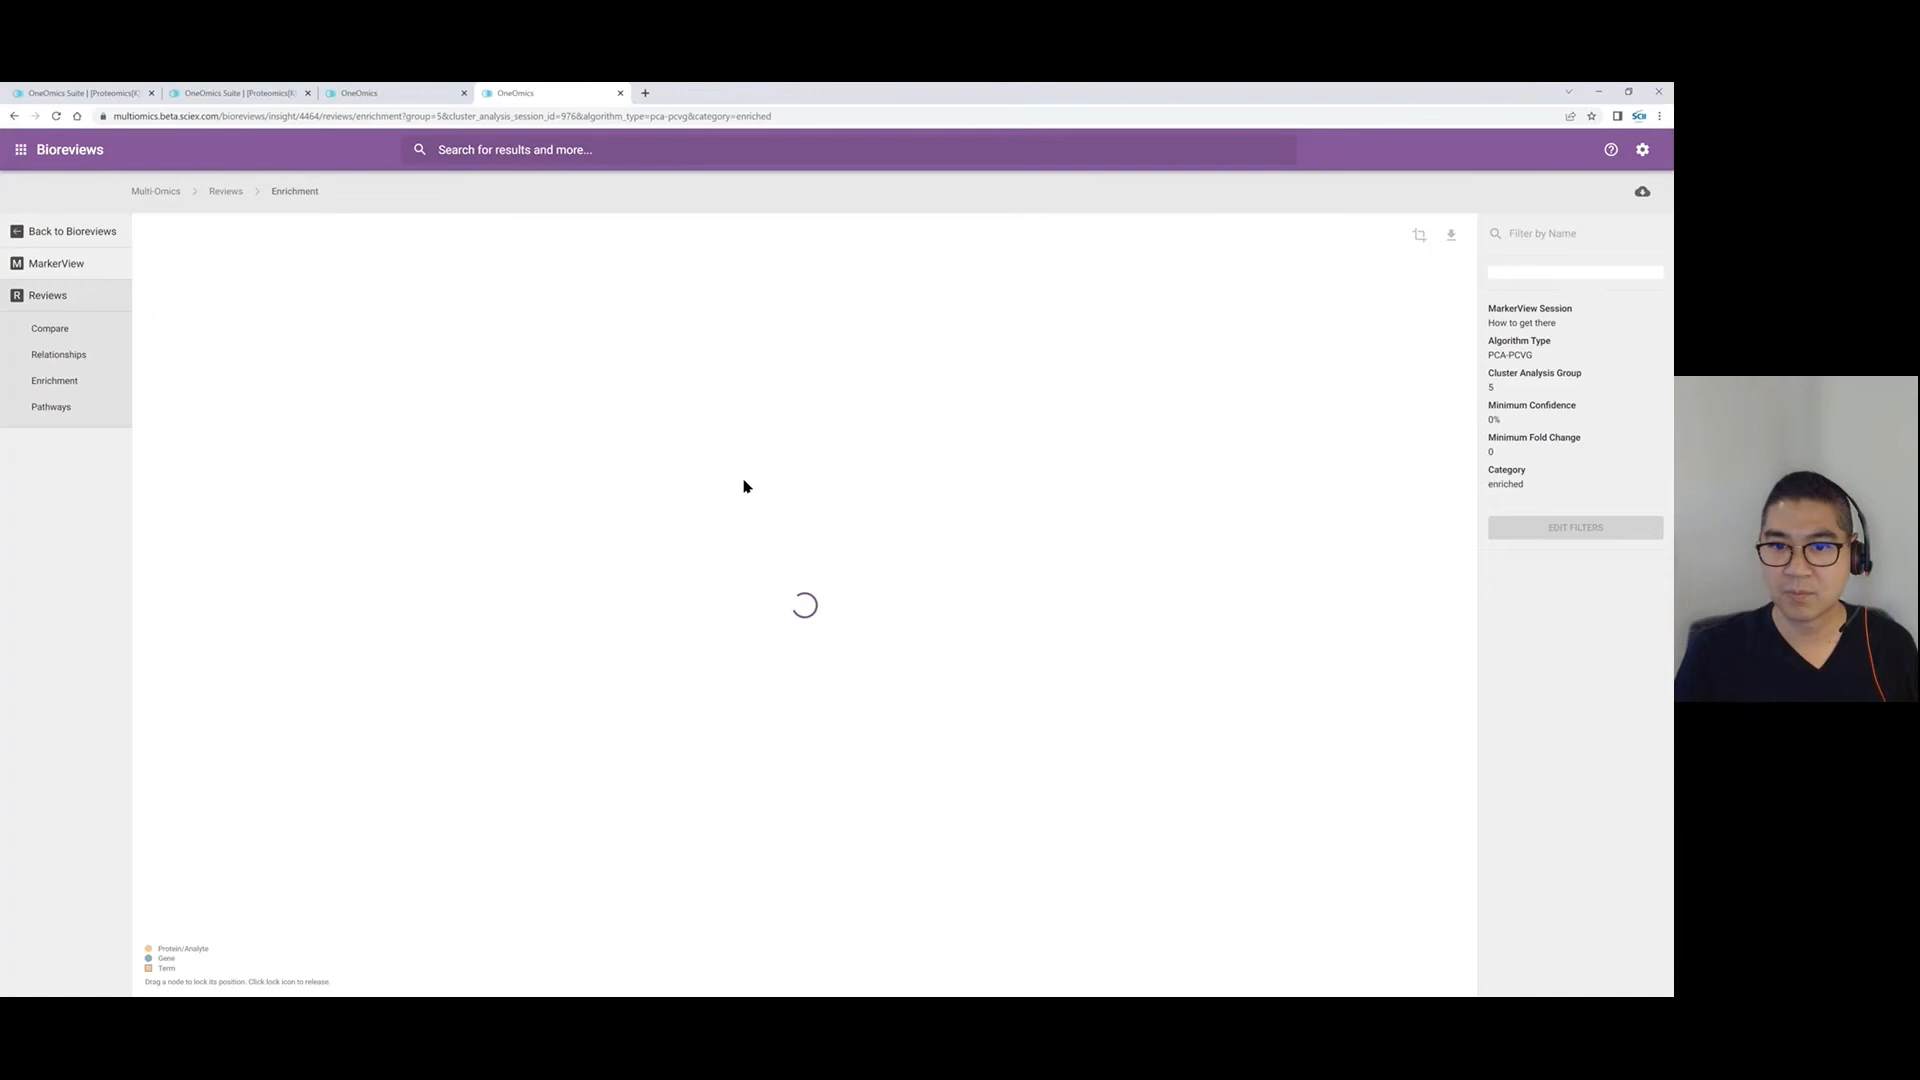 OneOmics Suite | [Proteomics[K]
OneOmics Suite | [Proteomics[K]
OneOmics
OneOmics
multiomics.beta.sciex.com/bioreviews/insight/4464/reviews/enrichment?group=5&cluster_analysis_session_id=976&algorithm_type=pca-pcvg&category=enriched
Bioreviews
Search for results and more...
Multi-Omics
Reviews
Enrichment
Back to Bioreviews
M MarkerView
R Reviews
Compare
Relationships
Enrichment
Pathways
Filter by Name
MarkerView Session
How to get there
Algorithm Type
PCA-PCVG
Cluster Analysis Group
5
Minimum Confidence
0%
Minimum Fold Change
0
Category
enriched
EDIT FILTERS
Protein/Analyte
Gene
Term
Drag a node to lock its position. Click lock icon to release.